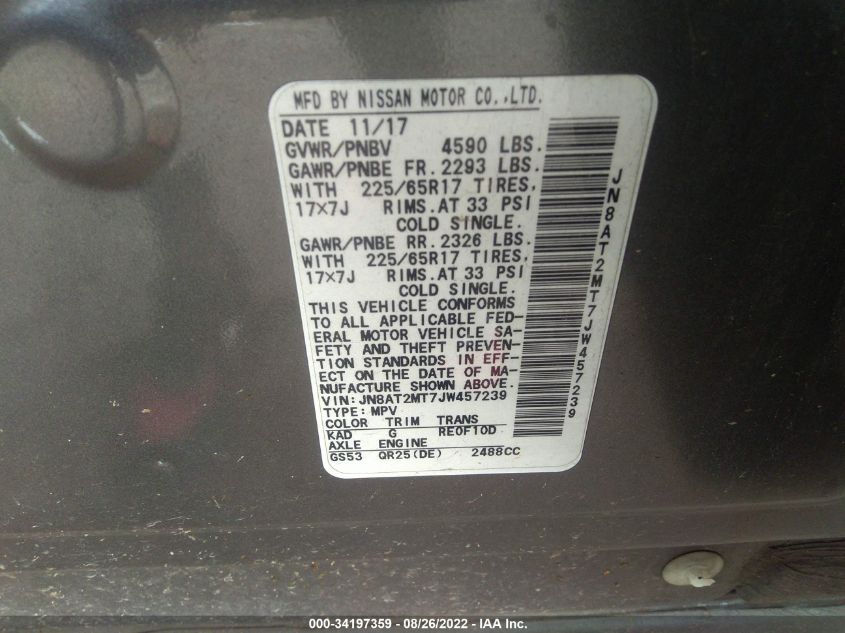 MFD BY NISSAN MOTOR CO.,LTD.
DATE 11/17
GVWR/PNBV 4590 LBS.
GAWR/PNBE FR. 2293 LBS.
WITH 225/65R17 TIRES,
17×7J RIMS. AT 33 PSI
COLD SINGLE.
GAWR/PNBE RR. 2326 LBS.
WITH 225/65R17 TIRES,
17×7J RIMS. AT 33 PSI
COLD SINGLE.
THIS VEHICLE CONFORMS
TO ALL APPLICABLE FED-
ERAL MOTOR VEHICLE SA-
FETY AND THEFT PREVEN-
TION STANDARDS IN EFF-
ECT ON THE DATE OF MA-
NUFACTURE SHOWN ABOVE.
VIN:JN8AT2MT7JW457239
TYPE:MPV
COLOR TRIM TRANS
KAD G RE0F10D
AXLE ENGINE
GS53 QR25(DE) 2488CC
JN8AT2MT7JW457239
000-34197359 - 08/26/2022 - IAA Inc.